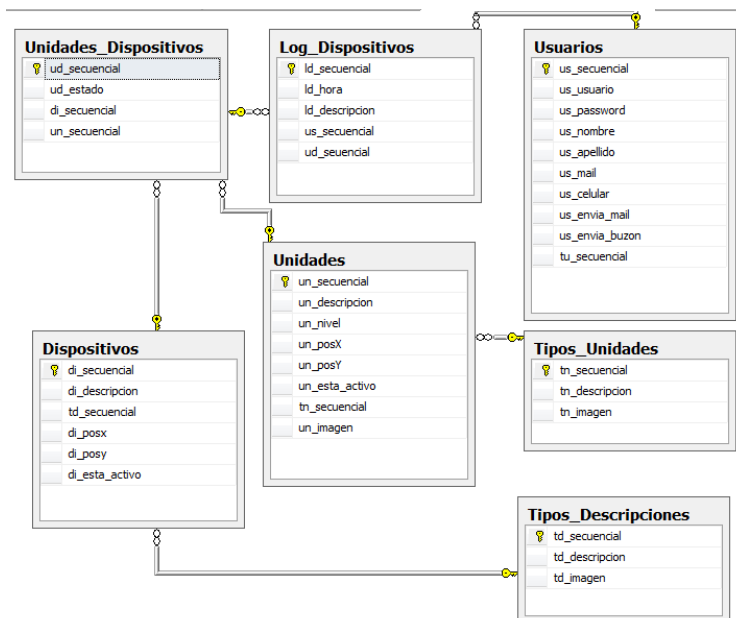 Unidades_Dispositivos
ud_secuencial
ud_estado
di_secuencial
un_secuencial
Log_Dispositivos
ld_secuencial
ld_hora
ld_descripcion
us_secuencial
ud_seuencial
Usuarios
us_secuencial
us_usuario
us_password
us_nombre
us_apellido
us_mail
us_celular
us_envia_mail
us_envia_buzon
tu_secuencial
Unidades
un_secuencial
un_descripcion
un_nivel
un_posX
un_posY
un_esta_activo
tn_secuencial
un_imagen
Dispositivos
di_secuencial
di_descripcion
td_secuencial
di_posx
di_posy
di_esta_activo
Tipos_Unidades
tn_secuencial
tn_descripcion
tn_imagen
Tipos_Descripciones
td_secuencial
td_descripcion
td_imagen